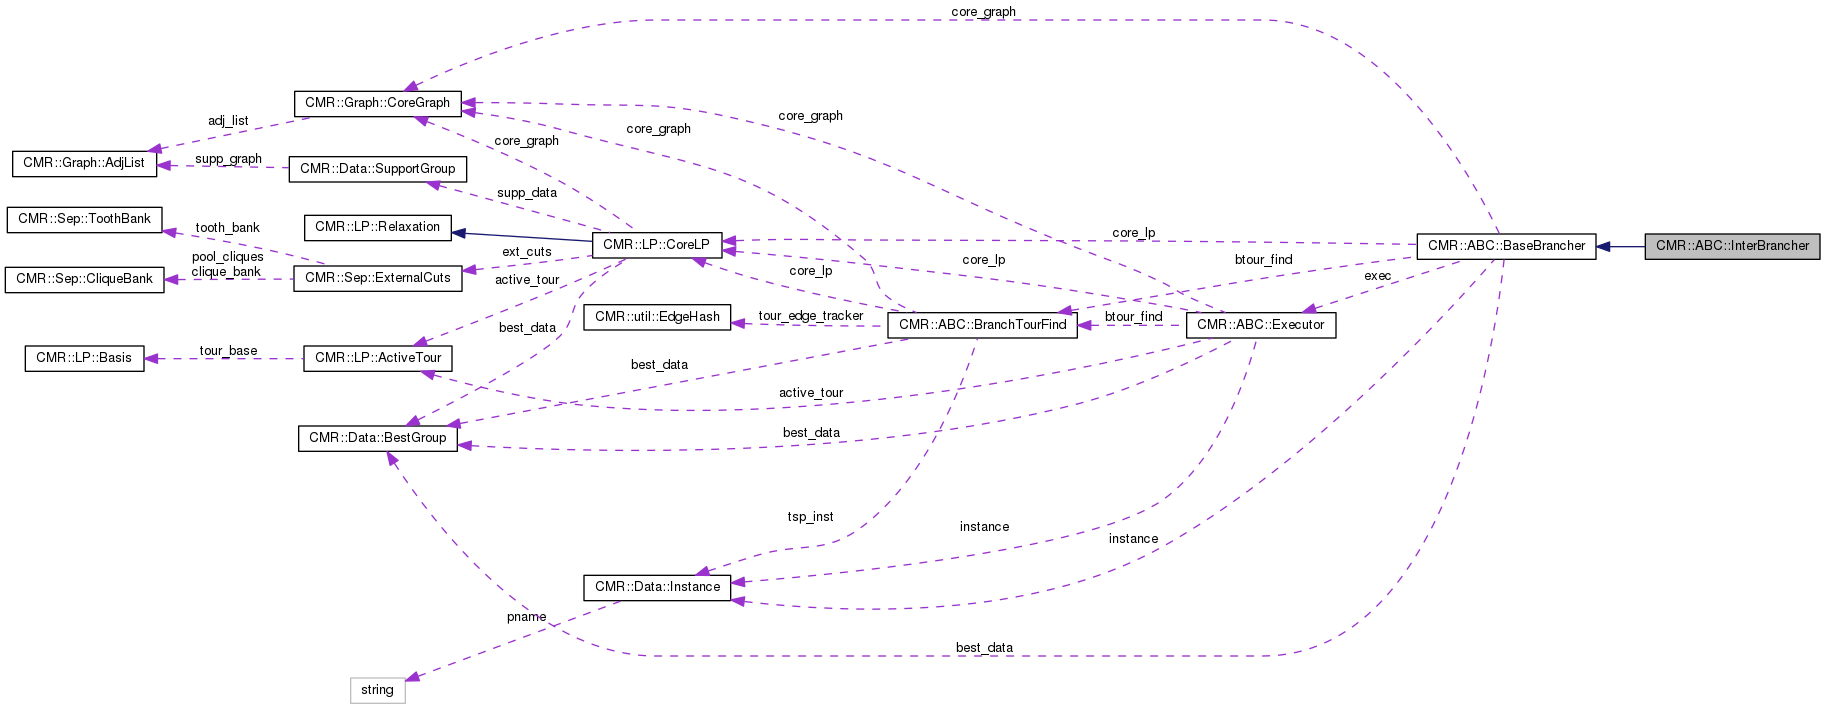 core_graph
CMR::Graph::CoreGraph
core_graph
adj_list
core_graph
core_graph
CMR::Graph::AdjList
supp_graph
CMR::Data::SupportGroup
supp_data
CMR::Sep::ToothBank
tooth_bank
CMR::LP::Relaxation
core_lp
CMR::LP::CoreLP
CMR::ABC::BaseBrancher
CMR::ABC::InterBrancher
ext_cuts
pool_cliques
clique_bank
core_lp
btour_find
core_lp
exec
CMR::Sep::CliqueBank
CMR::Sep::ExternalCuts
active_tour
CMR::util::EdgeHash
tour_edge_tracker
CMR::ABC::BranchTourFind
btour_find
CMR::ABC::Executor
best_data
CMR::LP::Basis
tour_base
CMR::LP::ActiveTour
best_data
active_tour
CMR::Data::BestGroup
best_data
tsp_inst
instance
instance
CMR::Data::Instance
pname
best_data
string